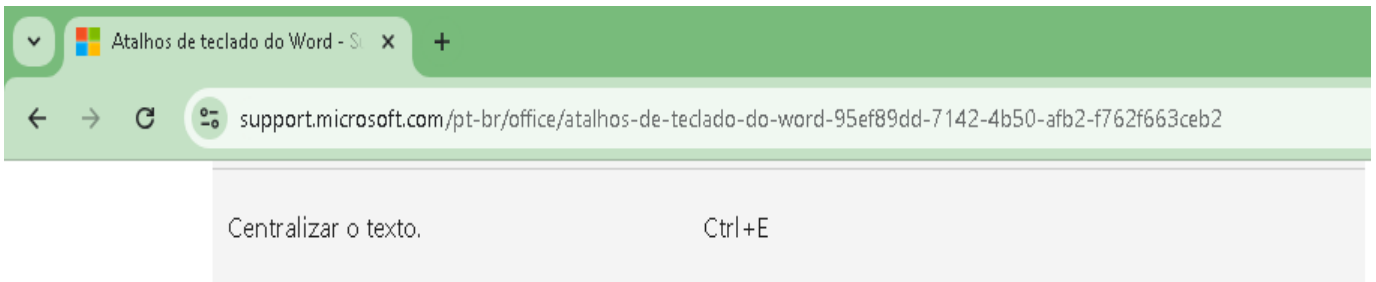 Atalhos de teclado do Word - S
support.microsoft.com/pt-br/office/atalhos-de-teclado-do-word-95ef89dd-7142-4b50-afb2-f762f663ceb2
Centralizar o texto. Ctrl+E